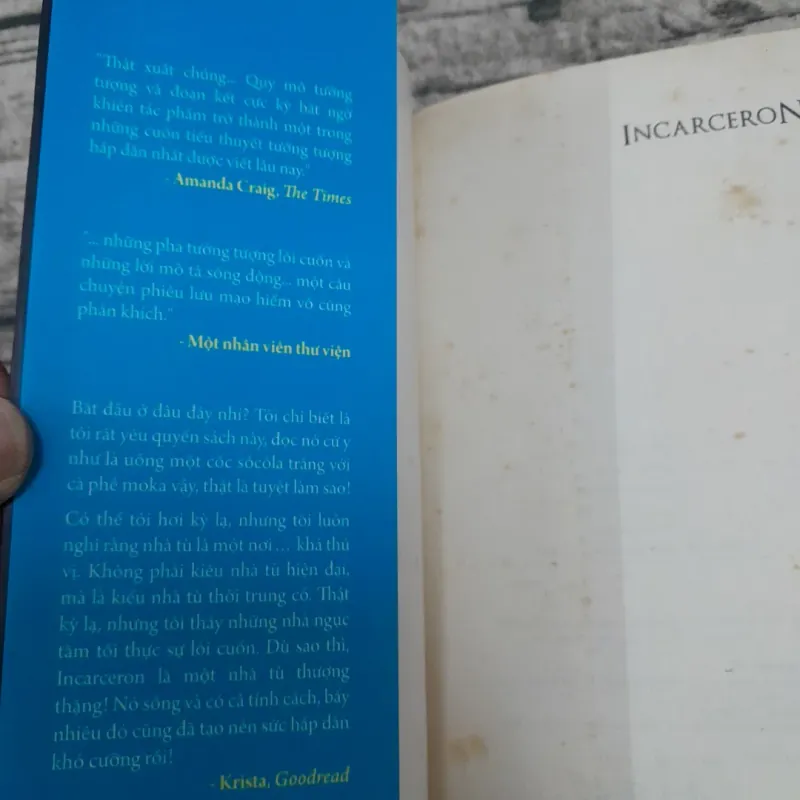 "Thật xuất chúng... Quy mô tưởng
tượng và đoạn kết cực kỳ bất ngờ
khiến tác phẩm trở thành một trong
những cuốn tiểu thuyết tưởng tượng
hấp dẫn nhất được viết lâu nay."
- Amanda Craig, The Times
"... những pha tưởng tượng lôi cuốn và
những lời mô tả sống động... một câu
chuyện phiêu lưu mạo hiểm vô cùng
phấn khích."
- Một nhân viên thư viện
Bắt đầu ở đâu đây nhỉ? Tôi chỉ biết là
tôi rất yêu quyển sách này, đọc nó cứ y
như là uống một cốc sôcôla trắng với
cà phê moka vậy, thật là tuyệt làm sao!
Có thể tôi hơi kỳ lạ, nhưng tôi luôn
nghĩ rằng nhà tù là một nơi... khá thú
vị. Không phải kiểu nhà tù hiện đại,
mà là kiểu nhà tù thời trung cổ. Thật
kỳ lạ, nhưng tôi thấy những nhà ngục
tăm tối thực sự lôi cuốn. Dù sao thì,
Incarceron là một nhà tù thượng
thặng! Nó sống và có cá tính cách, bấy
nhiêu đó cũng đã tạo nên sức hấp dẫn
khó cưỡng rồi!
- Krista, Goodread
INCARCERON